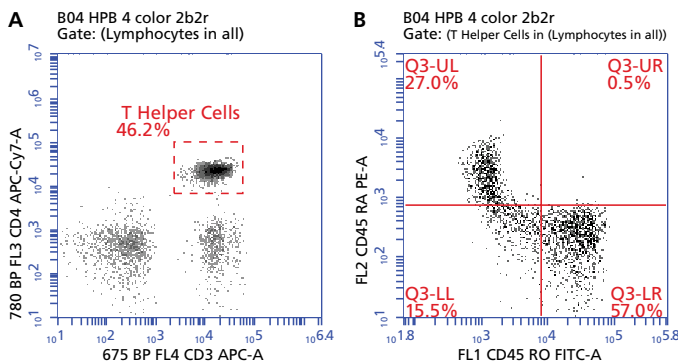 A
B04 HPB 4 color 2b2r
Gate: (Lymphocytes in all)
780 BP FL3 CD4 APC-Cy7-A
10^7
10^6
10^5
10^4
10^3
10^2
10^1
T Helper Cells
46.2%
10^1
10^2
10^3
10^4
10^5
10^6.4
675 BP FL4 CD3 APC-A
B
B04 HPB 4 color 2b2r
Gate: (T Helper Cells in (Lymphocytes in all))
FL2 CD45 RA PE-A
10^5.4
10^4
10^3
10^2
10^1
Q3-UL
27.0%
Q3-UR
0.5%
Q3-LL
15.5%
Q3-LR
57.0%
10^1.8
10^3
10^4
10^5
10^5.8
FL1 CD45 RO FITC-A